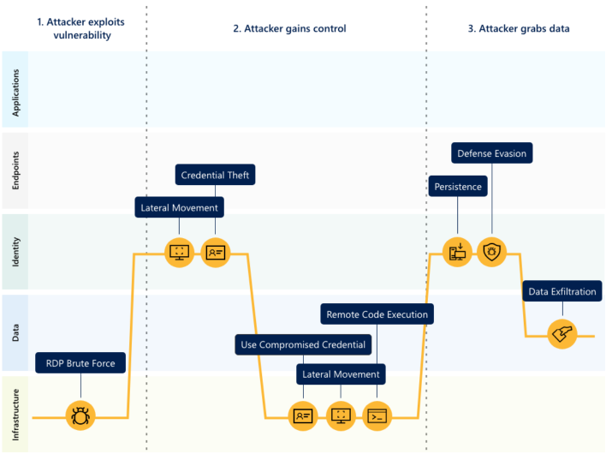 1. Attacker exploits
vulnerability
2. Attacker gains control
3. Attacker grabs data
Applications
Endpoints
Defense Evasion
Credential Theft
Persistence
Lateral Movement
Identity
Data Exfiltration
Data
Remote Code Execution
Use Compromised Credential
RDP Brute Force
Lateral Movement
Infrastructure
>_